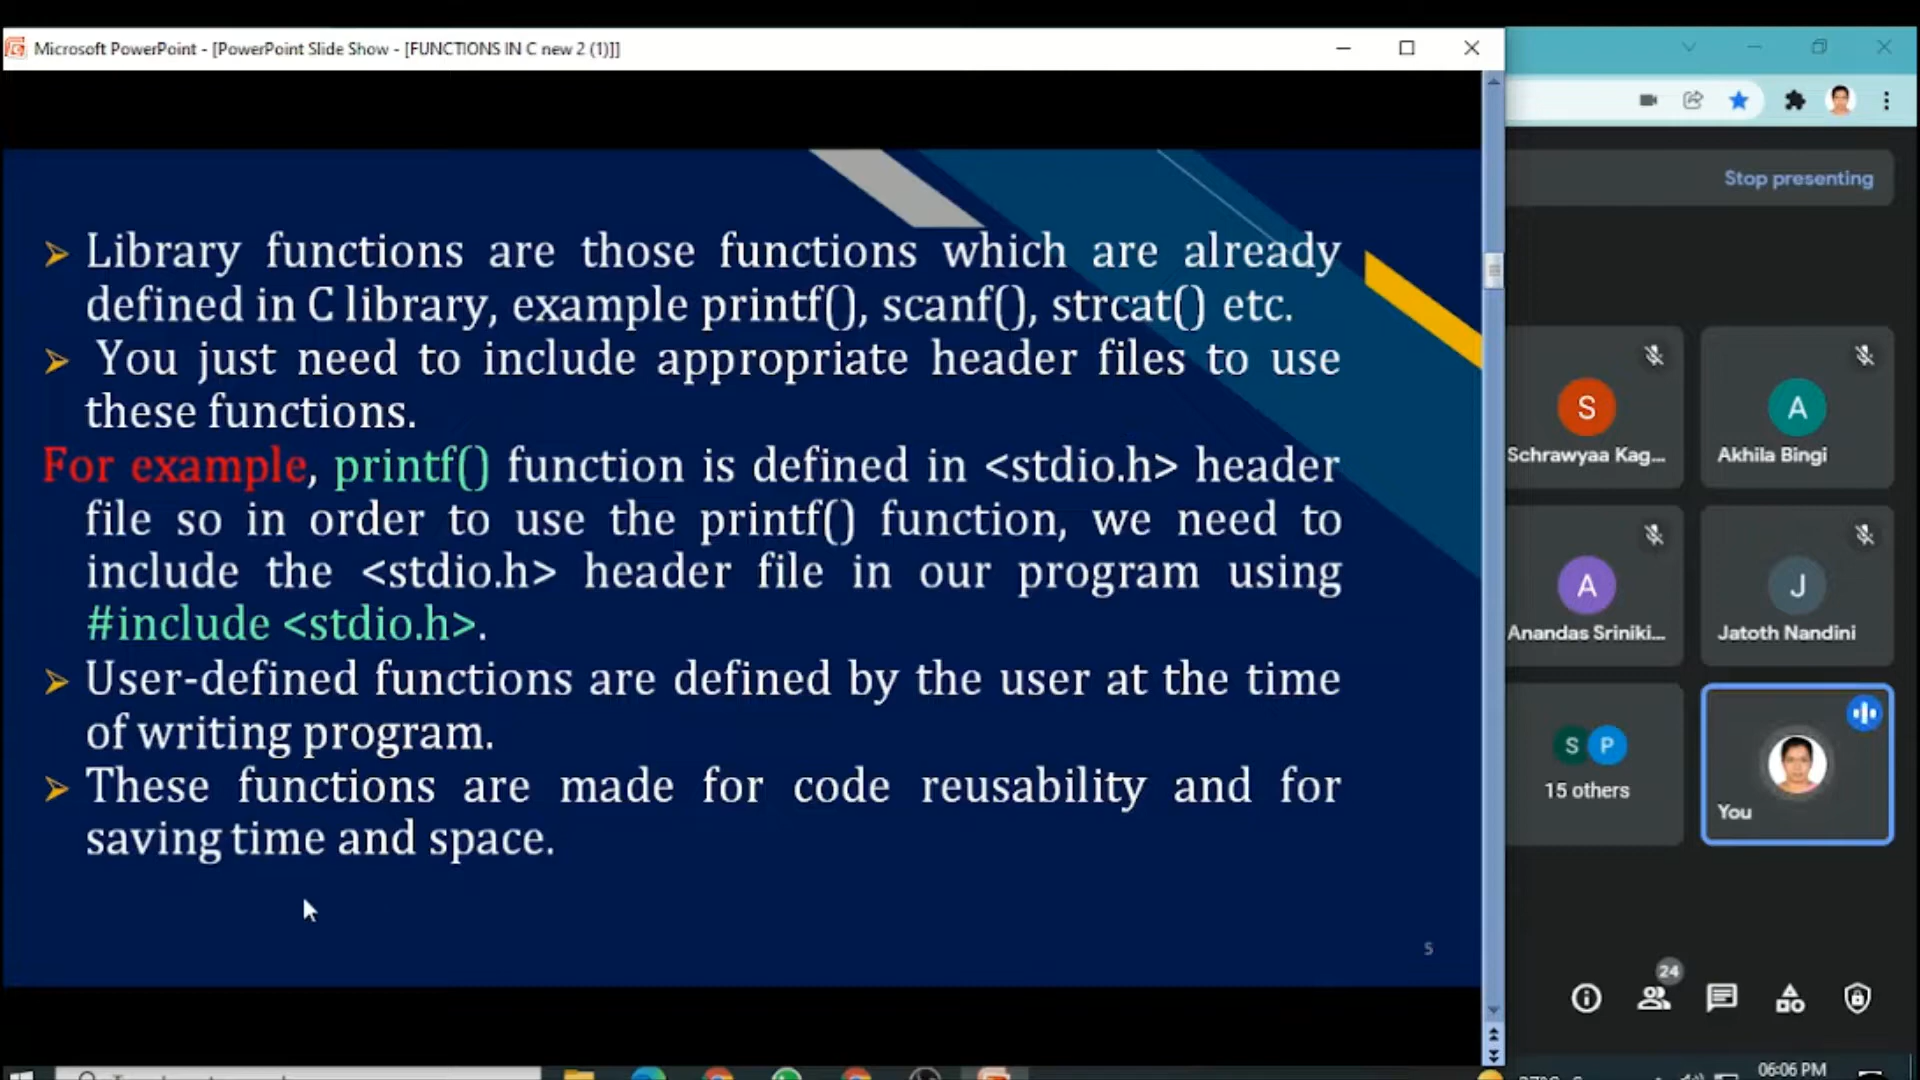 Microsoft PowerPoint - [PowerPoint Slide Show - [FUNCTIONS IN C new 2 (1)]]
Stop presenting
Library functions are those functions which are already
defined in C library, example printf(), scanf(), strcat() etc.
You just need to include appropriate header files to use
these functions.
For example, printf() function is defined in <stdio.h> header
file so in order to use the printf() function, we need to
include the <stdio.h> header file in our program using
#include <stdio.h>.
User-defined functions are defined by the user at the time
of writing program.
These functions are made for code reusability and for
saving time and space.
5
S
Schrawyaa Kag...
A
Akhila Bingi
A
Anandas Sriniki...
J
Jatoth Nandini
S P
15 others
You
24
06:06 PM